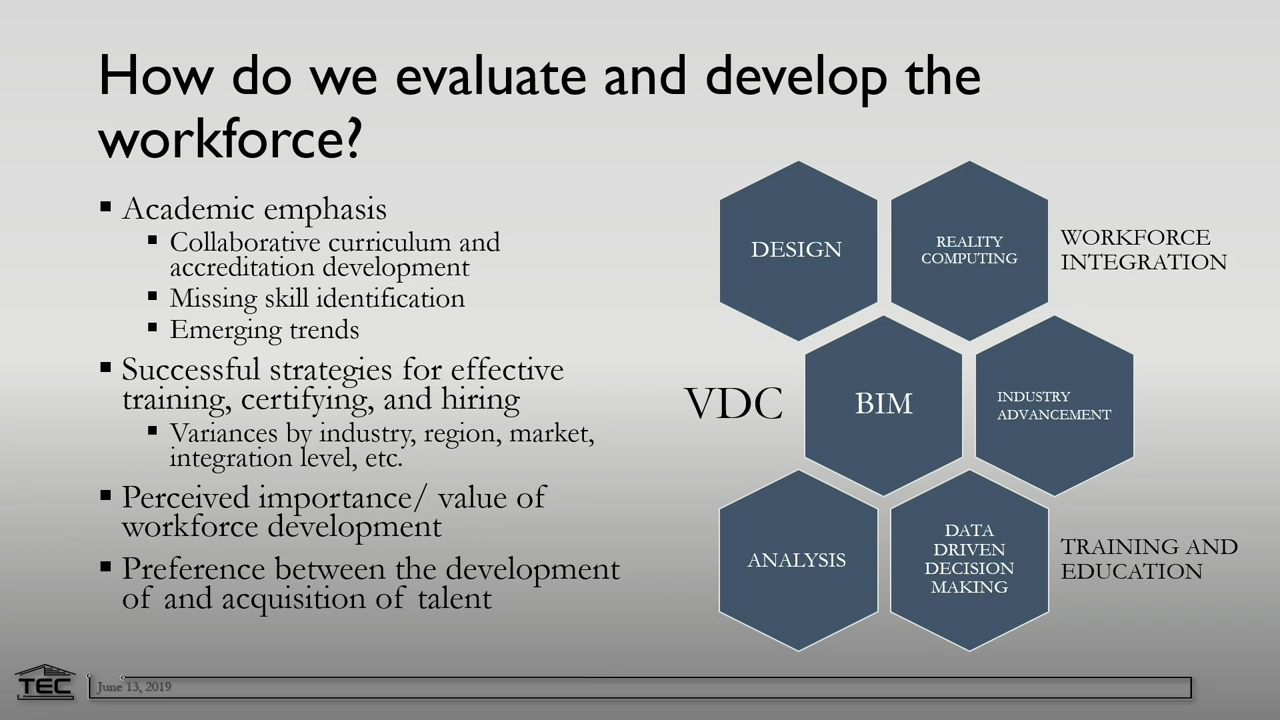 How do we evaluate and develop the
workforce?
▪ Academic emphasis
▪ Collaborative curriculum and
accreditation development
▪ Missing skill identification
▪ Emerging trends
▪ Successful strategies for effective
training, certifying, and hiring
▪ Variances by industry, region, market,
integration level, etc.
▪ Perceived importance/ value of
workforce development
▪ Preference between the development
of and acquisition of talent
DESIGN
REALITY
COMPUTING
WORKFORCE
INTEGRATION
VDC
BIM
INDUSTRY
ADVANCEMENT
ANALYSIS
DATA
DRIVEN
DECISION
MAKING
TRAINING AND
EDUCATION
TEC
June 13, 2019